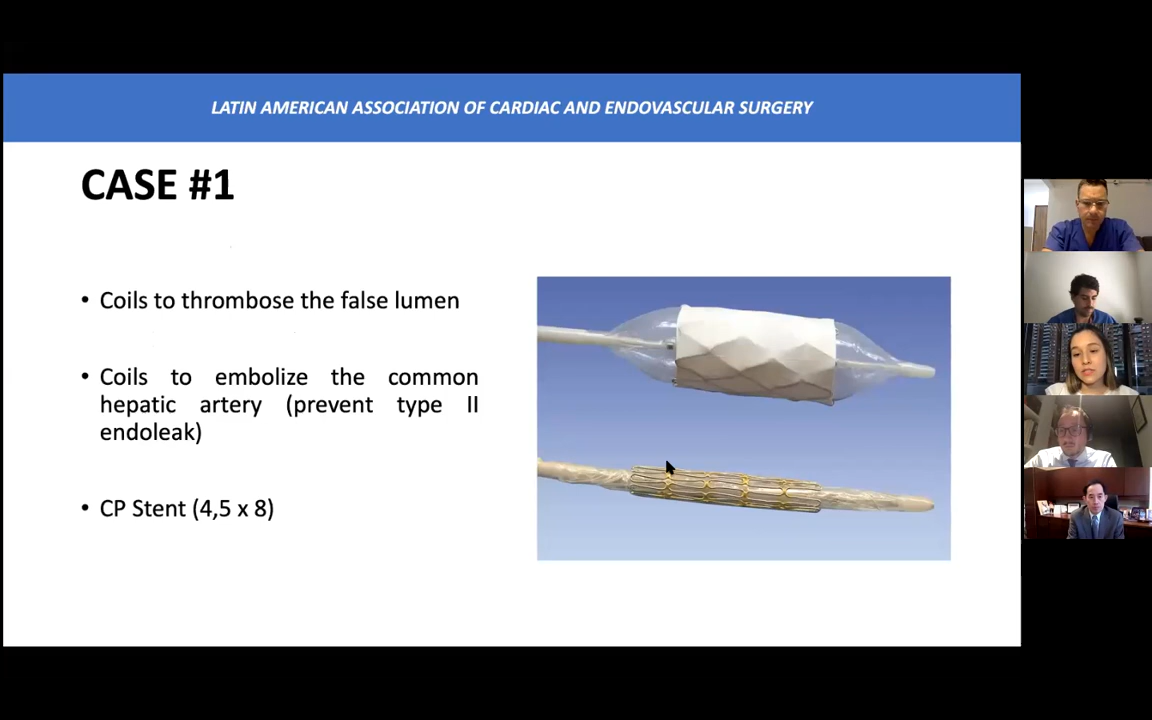 LATIN AMERICAN ASSOCIATION OF CARDIAC AND ENDOVASCULAR SURGERY
CASE #1
• Coils to thrombose the false lumen
• Coils to embolize the common
hepatic artery (prevent type II
endoleak)
• CP Stent (4,5 x 8)